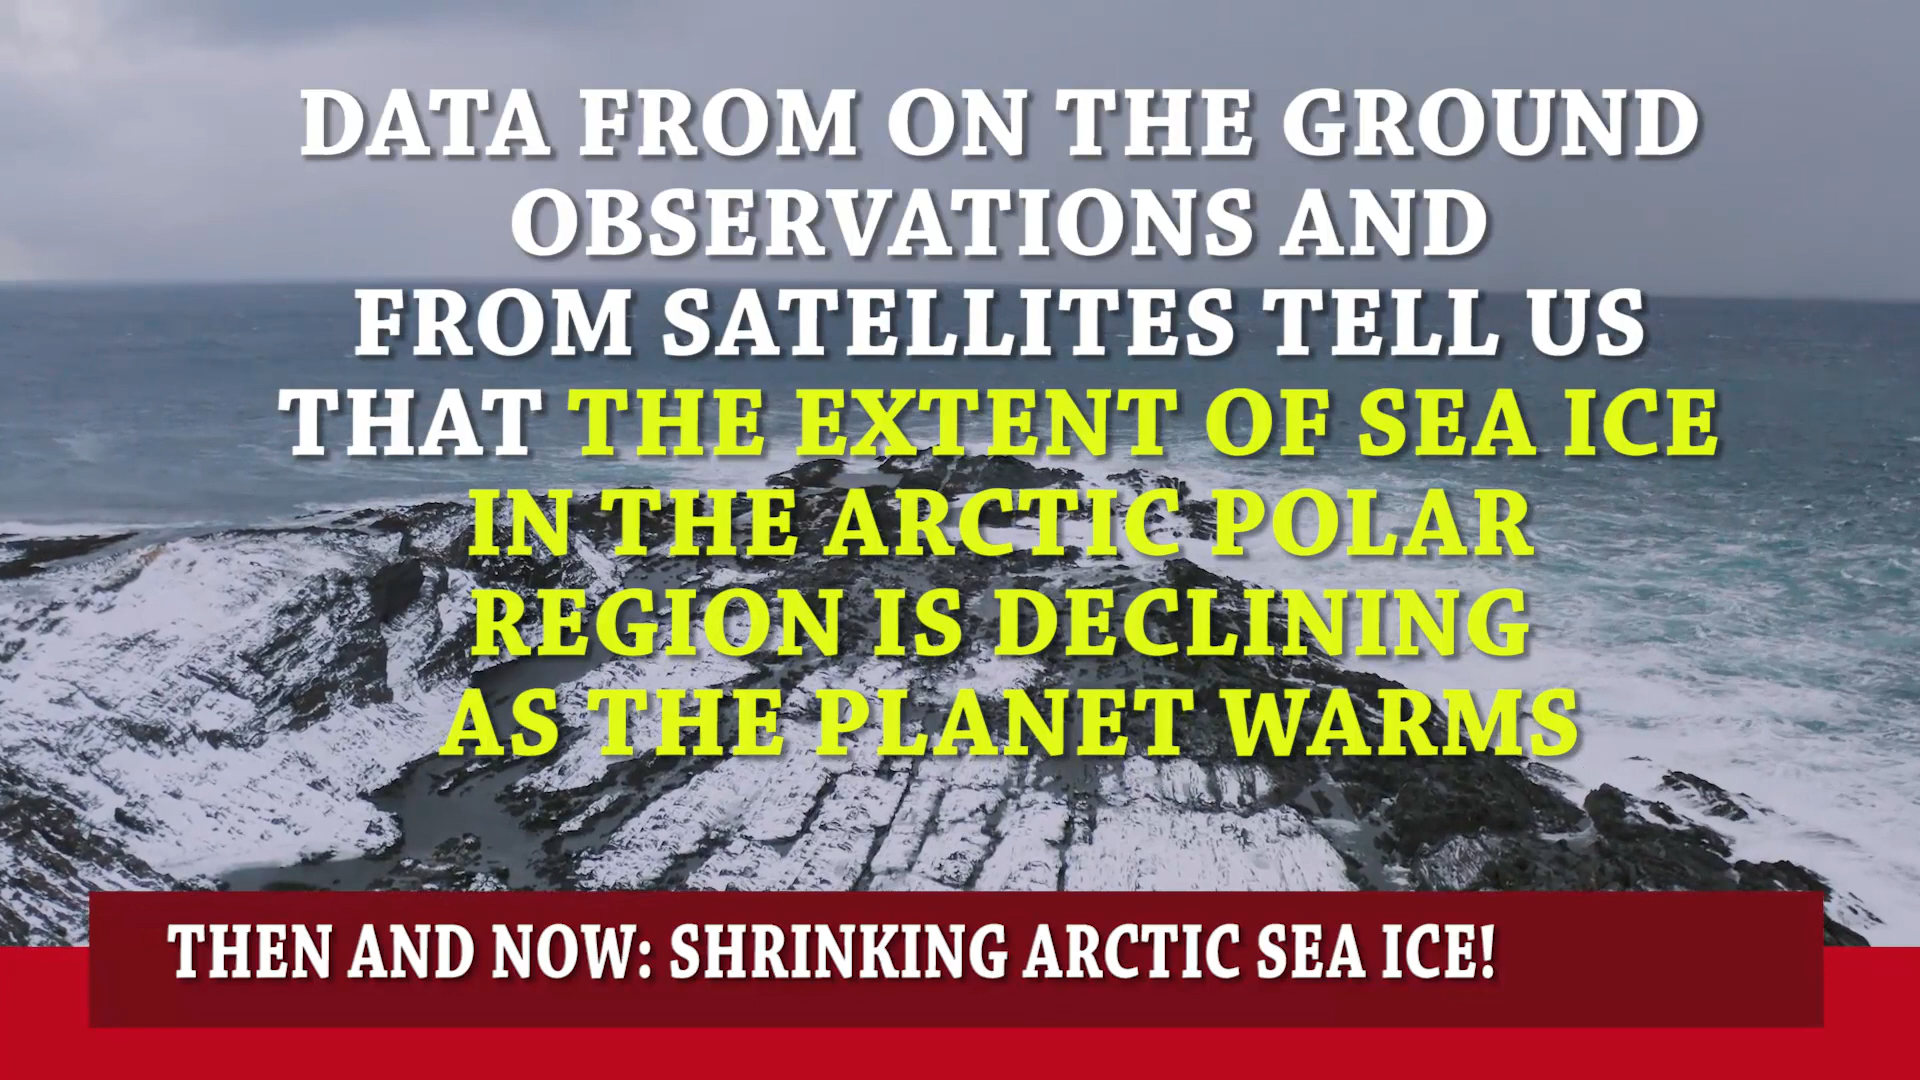 DATA FROM ON THE GROUND
OBSERVATIONS AND
FROM SATELLITES TELL US
THAT THE EXTENT OF SEA ICE
IN THE ARCTIC POLAR
REGION IS DECLINING
AS THE PLANET WARMS
THEN AND NOW: SHRINKING ARCTIC SEA ICE!